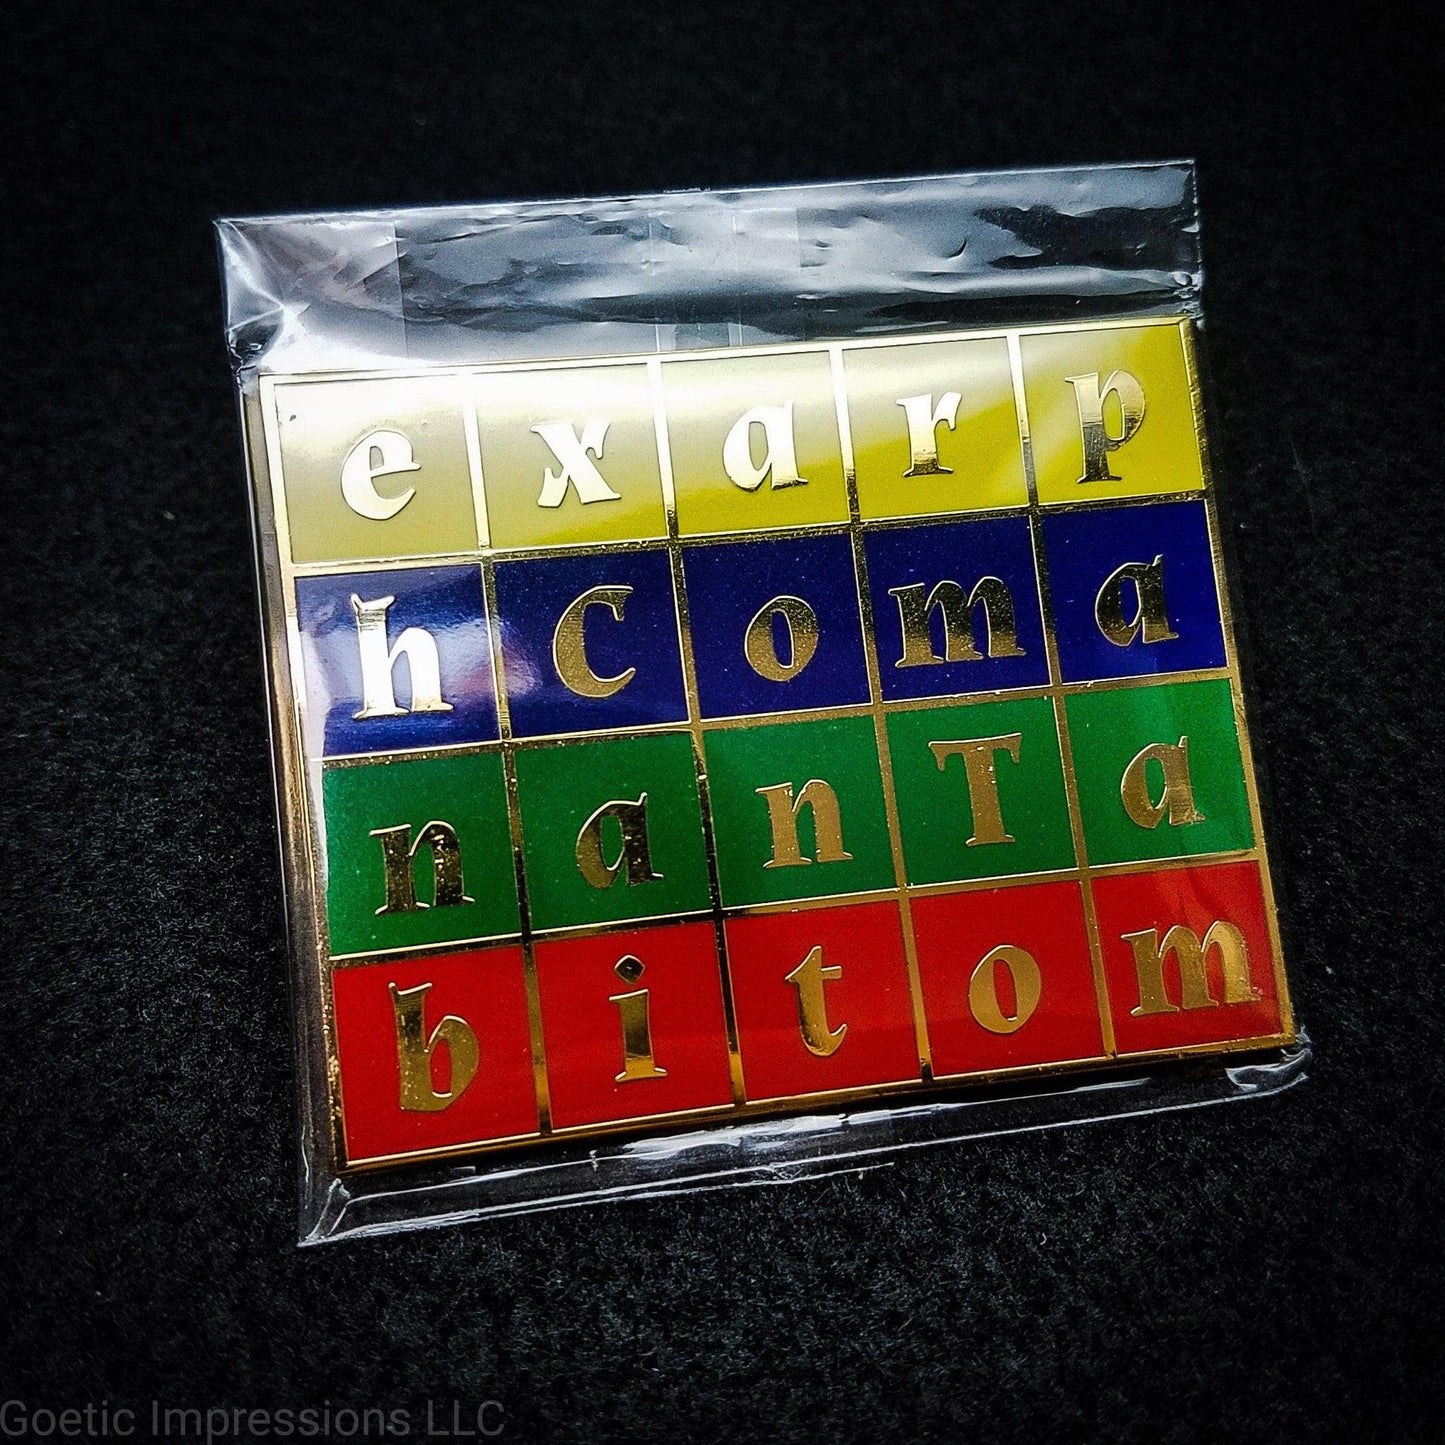 exarp
hComa
nanTa
bitom
Goetic Impressions LLC